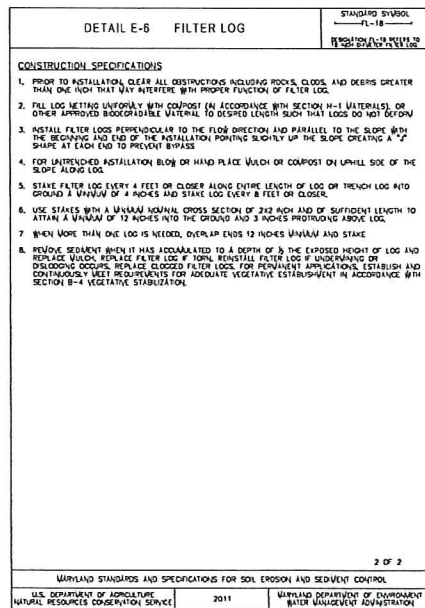 DETAIL E-6 FILTER LOG
STANDARD SYMBOL
FL-18
DESIGNATION FL-18 REFERS TO
18 INCH DIAMETER FILTER LOG
CONSTRUCTION SPECIFICATIONS
1. PRIOR TO INSTALLATION, CLEAR ALL OBSTRUCTIONS INCLUDING ROCKS, CLODS, AND DEBRIS GREATER
THAN ONE INCH THAT MAY INTERFERE WITH PROPER FUNCTION OF FILTER LOG.
2. FILL LOG NETTING UNIFORMLY WITH COMPOST (IN ACCORDANCE WITH SECTION H-1 MATERIALS), OR
OTHER APPROVED BIODEGRADABLE MATERIAL TO DESIRED LENGTH SUCH THAT LOGS DO NOT DEFORM
3. INSTALL FILTER LOGS PERPENDICULAR TO THE FLOW DIRECTION AND PARALLEL TO THE SLOPE WITH
THE BEGINNING AND END OF THE INSTALLATION POINTING SLIGHTLY UP THE SLOPE CREATING A "J"
SHAPE AT EACH END TO PREVENT BYPASS
4. FOR UNTRENCHED INSTALLATION BLOW OR HAND PLACE MULCH OR COMPOST ON UPHILL SIDE OF THE
SLOPE ALONG LOG.
5. STAKE FILTER LOG EVERY 4 FEET OR CLOSER ALONG ENTIRE LENGTH OF LOG OR TRENCH LOG INTO
GROUND A MINIMUM OF 4 INCHES AND STAKE LOG EVERY 8 FEET OR CLOSER.
6. USE STAKES WITH A MINIMUM NOMINAL CROSS SECTION OF 2X2 INCH AND OF SUFFICIENT LENGTH TO
ATTAIN A MINIMUM OF 12 INCHES INTO THE GROUND AND 3 INCHES PROTRUDING ABOVE LOG.
7 WHEN MORE THAN ONE LOG IS NEEDED, OVERLAP ENDS 12 INCHES MINIMUM AND STAKE
8. REMOVE SEDIMENT WHEN IT HAS ACCUMULATED TO A DEPTH OF ½ THE EXPOSED HEIGHT OF LOG AND
REPLACE MULCH. REPLACE FILTER LOG IF TORN. REINSTALL FILTER LOG IF UNDERMINING OR
DISLODGING OCCURS. REPLACE CLOGGED FILTER LOGS. FOR PERMANENT APPLICATIONS, ESTABLISH AND
CONTINUOUSLY MEET REQUIREMENTS FOR ADEQUATE VEGETATIVE ESTABLISHMENT IN ACCORDANCE WITH
SECTION B-4 VEGETATIVE STABILIZATION.
2 OF 2
MARYLAND STANDARDS AND SPECIFICATIONS FOR SOIL EROSION AND SEDIMENT CONTROL
U.S. DEPARTMENT OF AGRICULTURE
NATURAL RESOURCES CONSERVATION SERVICE
2011
MARYLAND DEPARTMENT OF ENVIRONMENT
WATER MANAGEMENT ADMINISTRATION